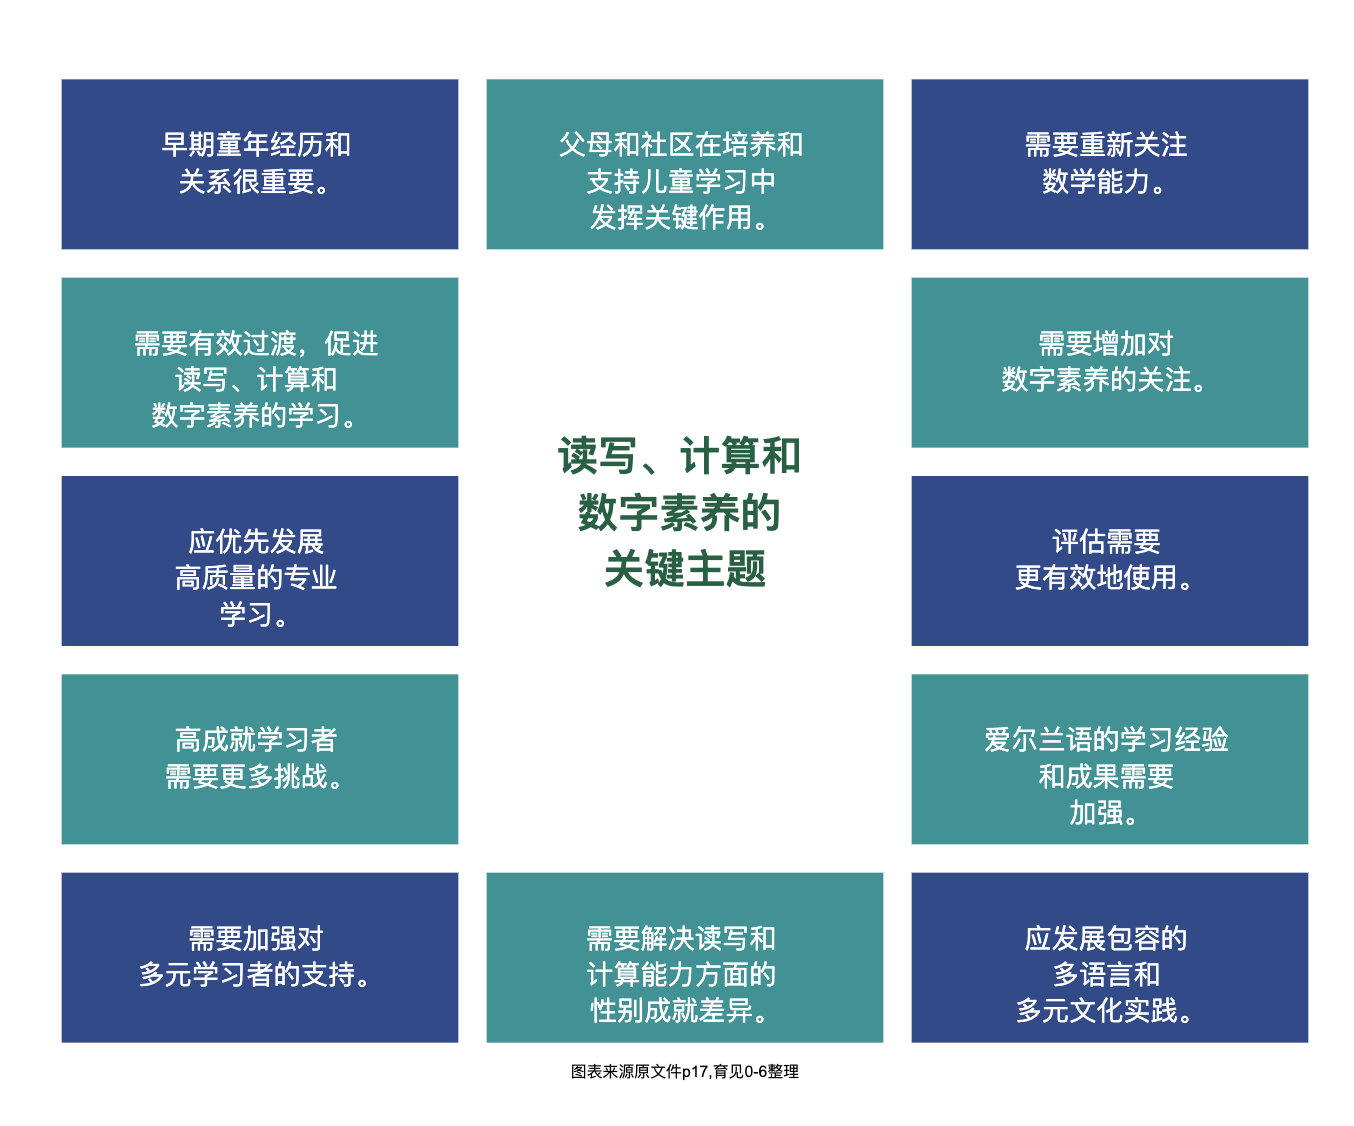 早期童年经历和
关系很重要。
父母和社区在培养和
支持儿童学习中
发挥关键作用。
需要重新关注
数学能力。
需要有效过渡，促进
读写、计算和
数字素养的学习。
需要增加对
数字素养的关注。
读写、计算和
数字素养的
关键主题
应优先发展
高质量的专业
学习。
评估需要
更有效地使用。
高成就学习者
需要更多挑战。
爱尔兰语的学习经验
和成果需要
加强。
需要加强对
多元学习者的支持。
需要解决读写和
计算能力方面的
性别成就差异。
应发展包容的
多语言和
多元文化实践。
图表来源原文件p17,育见0-6整理